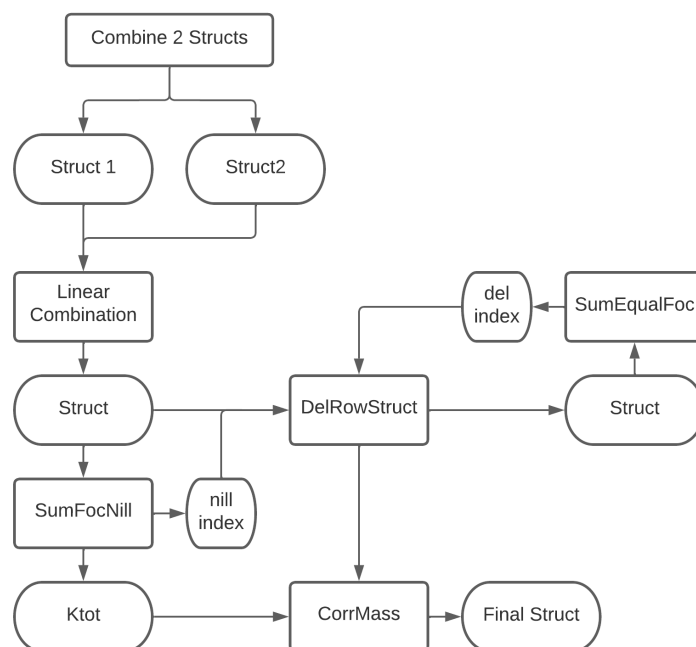 Combine 2 Structs
Struct 1
Struct2
Linear
Combination
del
index
SumEqualFoc
Struct
DelRowStruct
Struct
SumFocNill
nill
index
Ktot
CorrMass
Final Struct